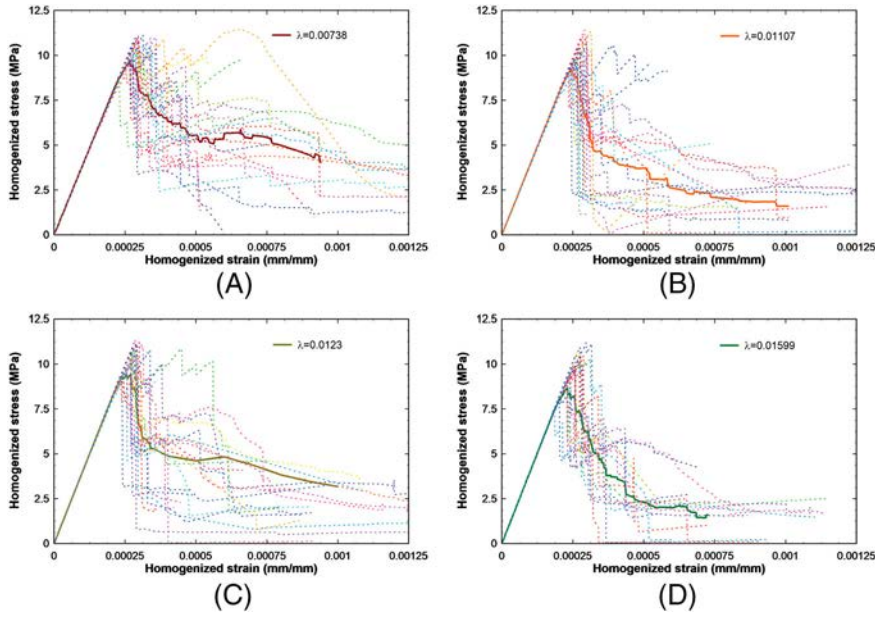 12.5
10
7.5
5
2.5
0
Homogenized stress (MPa)
λ=0.00738
0 0.00025 0.0005 0.00075 0.001 0.00125
Homogenized strain (mm/mm)
(A)
12.5
10
7.5
5
2.5
0
Homogenized stress (MPa)
λ=0.01107
0 0.00025 0.0005 0.00075 0.001 0.00125
Homogenized strain (mm/mm)
(B)
12.5
10
7.5
5
2.5
0
Homogenized stress (MPa)
λ=0.0123
0 0.00025 0.0005 0.00075 0.001 0.00125
Homogenized strain (mm/mm)
(C)
12.5
10
7.5
5
2.5
0
Homogenized stress (MPa)
λ=0.01599
0 0.00025 0.0005 0.00075 0.001 0.00125
Homogenized strain (mm/mm)
(D)